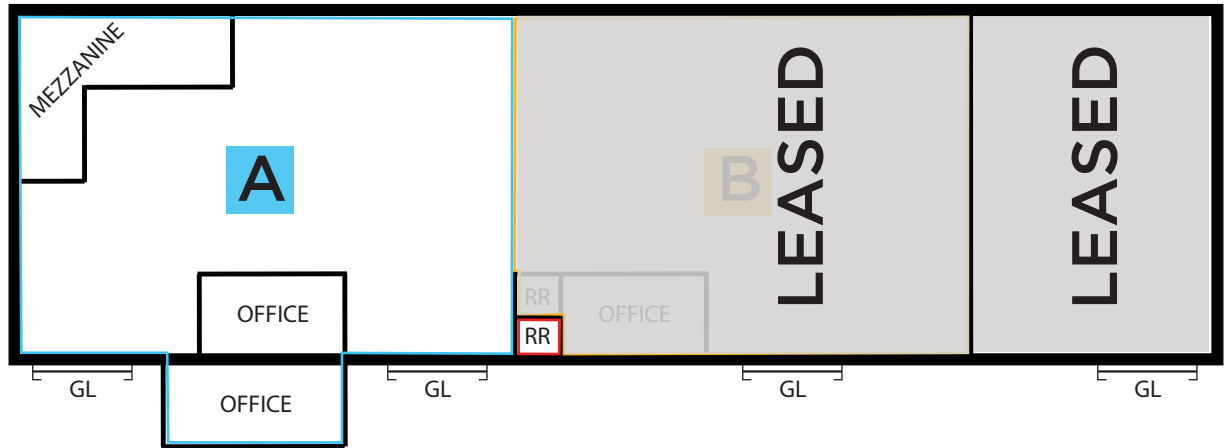 MEZZANINE
A
B
LEASED
LEASED
OFFICE
RR
OFFICE
RR
GL
OFFICE
GL
GL
GL